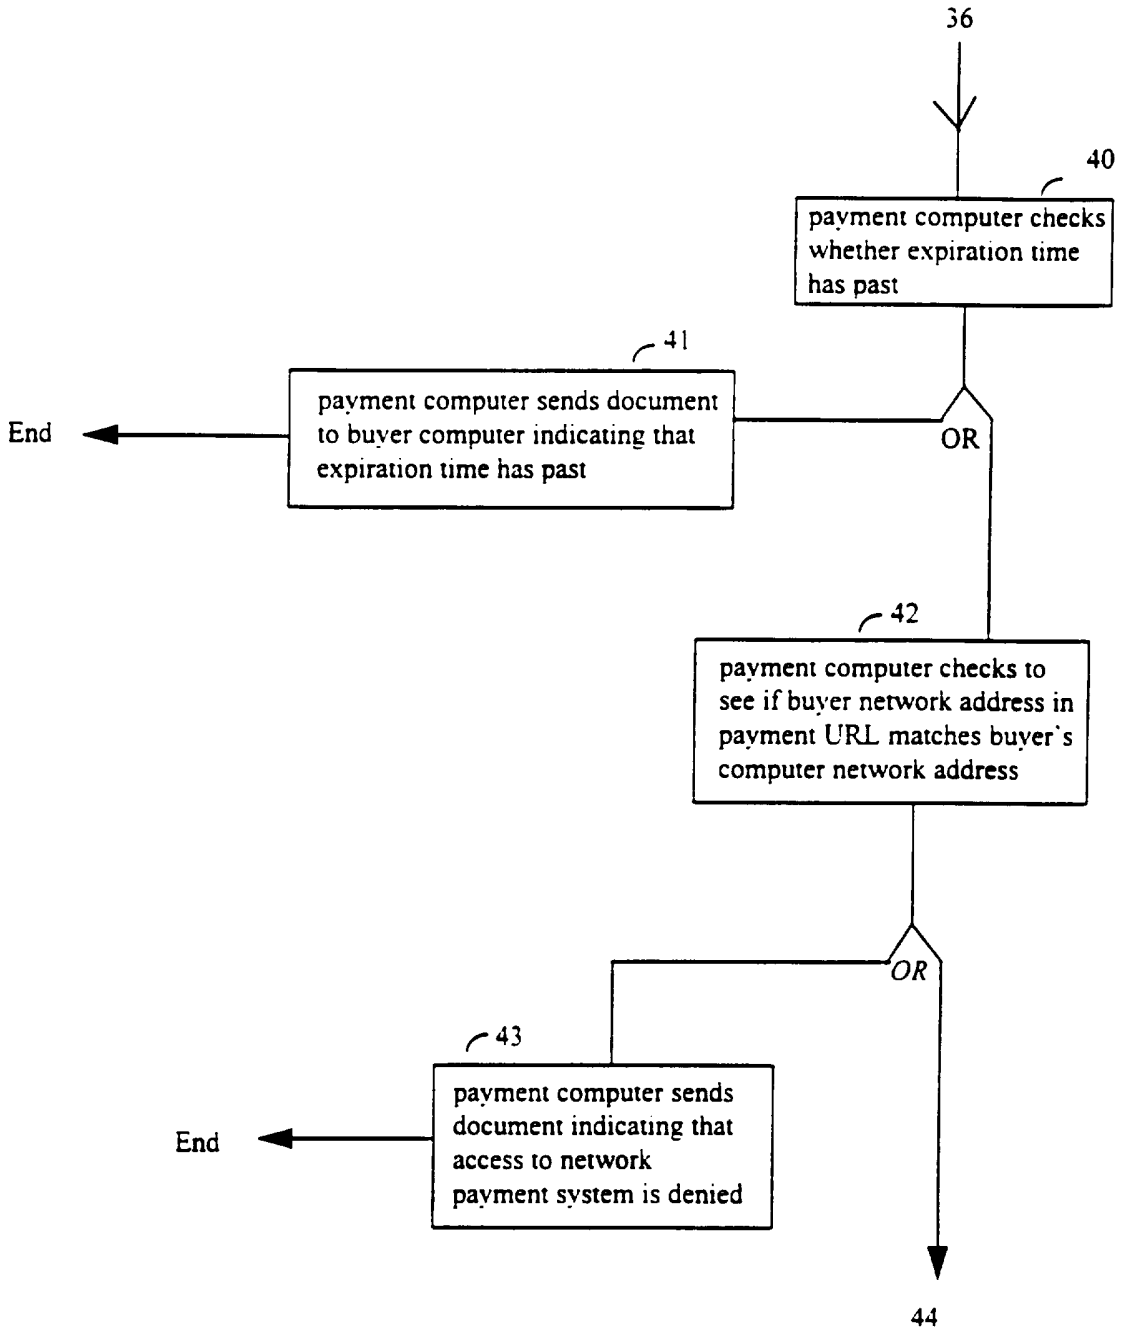 36
40
payment computer checks
whether expiration time
has past
41
payment computer sends document
to buyer computer indicating that
expiration time has past
End
OR
42
payment computer checks to
see if buyer network address in
payment URL matches buyer's
computer network address
OR
43
payment computer sends
document indicating that
access to network
payment system is denied
End
44